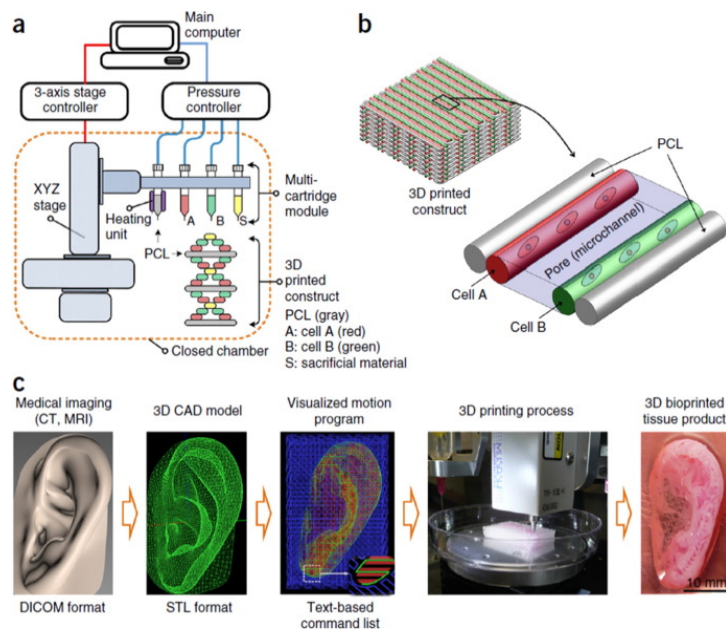 a
Main
computer
3-axis stage
controller
Pressure
controller
XYZ
stage
Heating
unit
A
B
S
Multi-
cartridge
module
PCL
3D
printed
construct
PCL (gray)
A: cell A (red)
B: cell B (green)
S: sacrificial material
Closed chamber
b
3D printed
construct
PCL
Pore (microchannel)
Cell A
Cell B
c
Medical imaging
(CT, MRI)
DICOM format
3D CAD model
STL format
Visualized motion
program
Text-based
command list
3D printing process
3D bioprinted
tissue product
10 mm